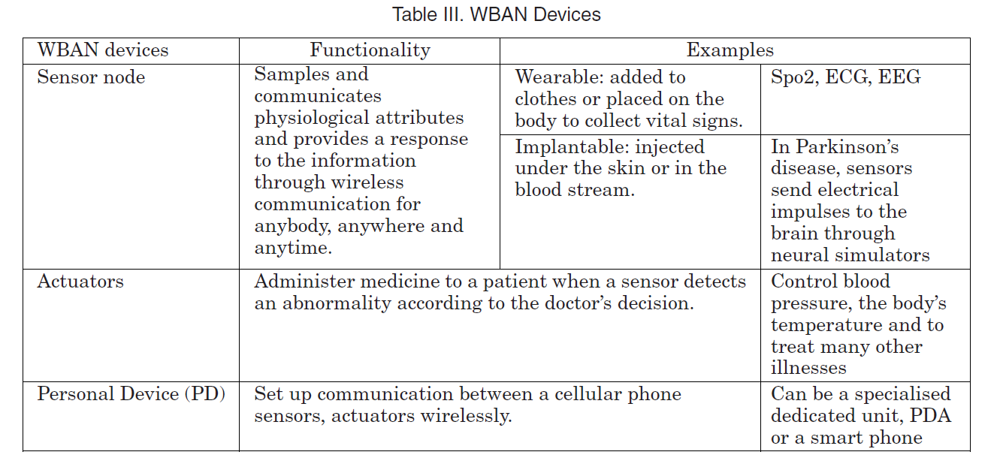 Table III. WBAN Devices
WBAN devices
Functionality
Examples
Sensor node
Samples and
communicates
physiological attributes
and provides a response
to the information
through wireless
communication for
anybody, anywhere and
anytime.
Wearable: added to
clothes or placed on the
body to collect vital signs.
Spo2, ECG, EEG
Implantable: injected
under the skin or in the
blood stream.
In Parkinson's
disease, sensors
send electrical
impulses to the
brain through
neural simulators
Actuators
Administer medicine to a patient when a sensor detects
an abnormality according to the doctor's decision.
Control blood
pressure, the body's
temperature and to
treat many other
illnesses
Personal Device (PD)
Set up communication between a cellular phone
sensors, actuators wirelessly.
Can be a specialised
dedicated unit, PDA
or a smart phone